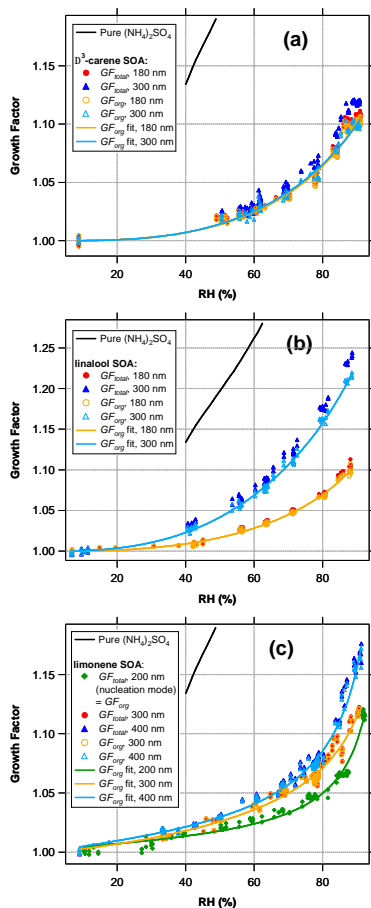 (a)
Pure (NH4)2SO4
D3-carene SOA:
GFtotal, 180 nm
GFtotal, 300 nm
GForg, 180 nm
GForg, 300 nm
GForg fit, 180 nm
GForg fit, 300 nm
Growth Factor
1.15
1.10
1.05
1.00
20
40
60
80
RH (%)
(b)
Pure (NH4)2SO4
linalool SOA:
GFtotal, 180 nm
GFtotal, 300 nm
GForg, 180 nm
GForg, 300 nm
GForg fit, 180 nm
GForg fit, 300 nm
Growth Factor
1.25
1.20
1.15
1.10
1.05
1.00
20
40
60
80
RH (%)
(c)
Pure (NH4)2SO4
limonene SOA:
GFtotal, 200 nm
(nucleation mode)
= GForg
GFtotal, 300 nm
GFtotal, 400 nm
GForg, 300 nm
GForg, 400 nm
GForg fit, 200 nm
GForg fit, 300 nm
GForg fit, 400 nm
Growth Factor
1.15
1.10
1.05
1.00
20
40
60
80
RH (%)